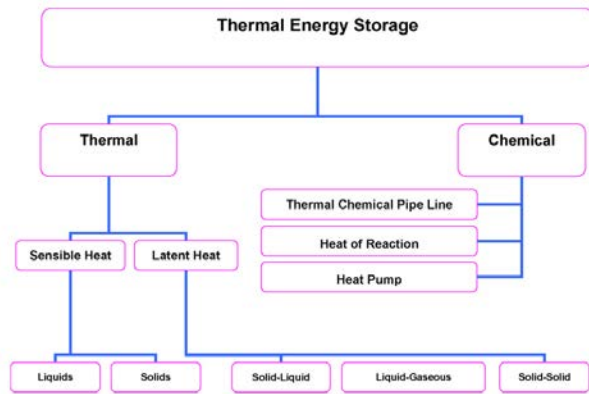 Thermal Energy Storage
Thermal
Chemical
Thermal Chemical Pipe Line
Heat of Reaction
Heat Pump
Sensible Heat
Latent Heat
Liquids
Solids
Solid-Liquid
Liquid-Gaseous
Solid-Solid